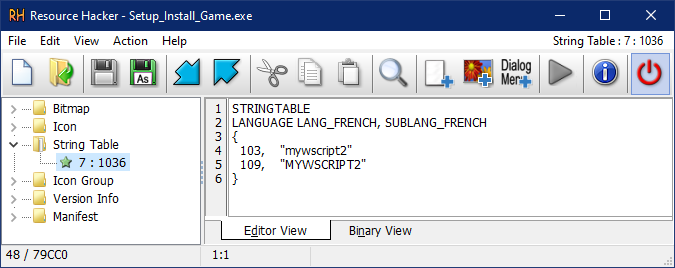 RH Resource Hacker - Setup_Install_Game.exe
File Edit View Action Help String Table : 7 : 1036
As Dialog Menu
Bitmap
Icon
String Table
7 : 1036
Icon Group
Version Info
Manifest
1 STRINGTABLE
2 LANGUAGE LANG_FRENCH, SUBLANG_FRENCH
3 {
4 103, "mywscript2"
5 109, "MYWSCRIPT2"
6 }
Editor View Binary View
48 / 79CC0 1:1